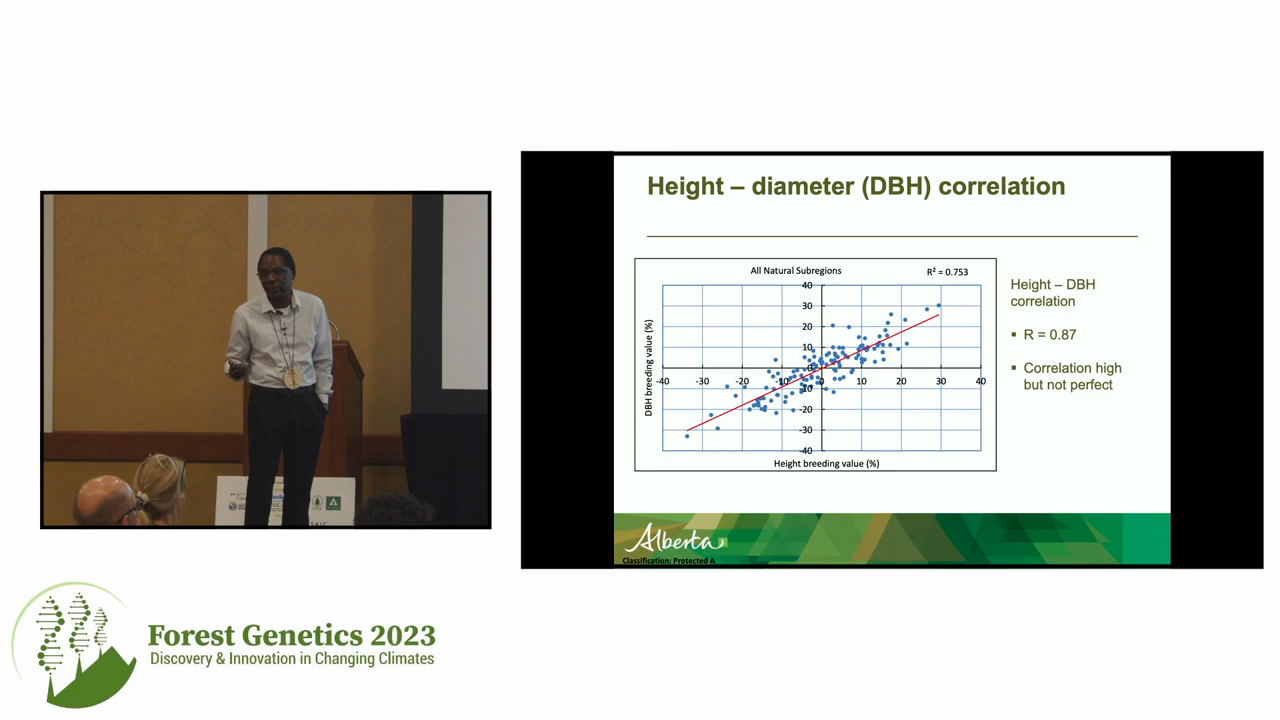 Height – diameter (DBH) correlation
All Natural Subregions
R² = 0.753
40
30
20
10
0
-10
-20
-30
-40
-40
-30
-20
-10
0
10
20
30
40
DBH breeding value (%)
Height breeding value (%)
Height – DBH
correlation
▪ R = 0.87
▪ Correlation high
but not perfect
Alberta
Classification: Protected A
Forest Genetics 2023
Discovery & Innovation in Changing Climates